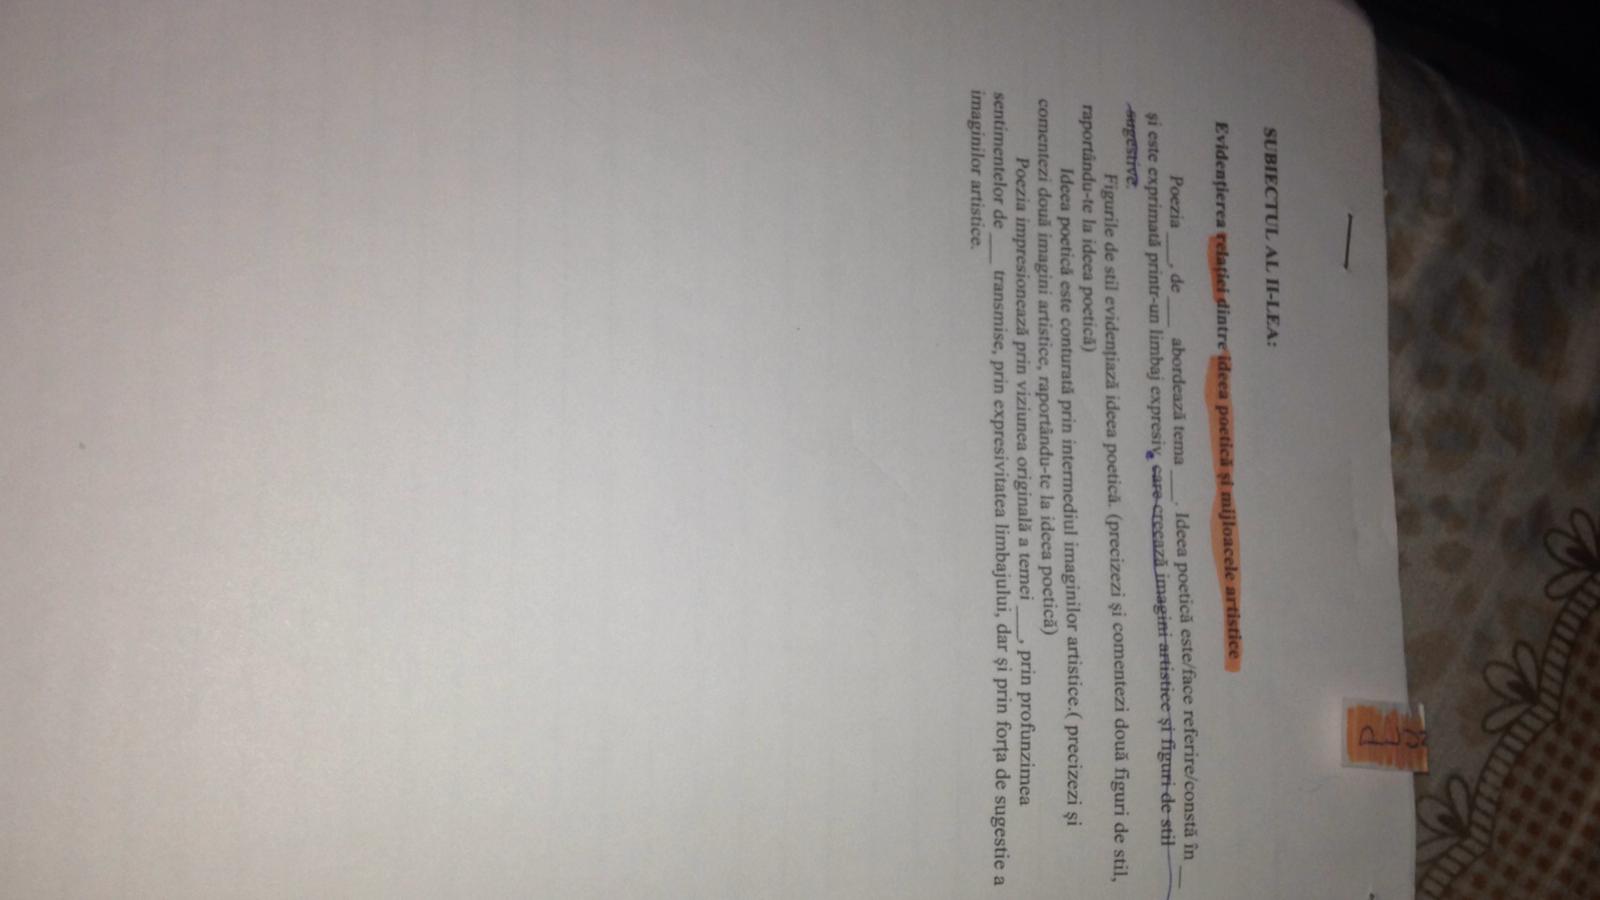 SUBIECTUL AL II-LEA:
Evidențierea relației dintre ideea poetică și mijloacele artistice
Poezia ___, de ___ abordează tema ___. Ideea poetică este/face referire/constă în ___
și este exprimată printr-un limbaj expresiv. care creează imagini artistice și figuri de stil
sugestive.
Figurile de stil evidențiază ideea poetică. (precizezi și comentezi două figuri de stil,
raportându-te la ideea poetică)
Ideea poetică este conturată prin intermediul imaginilor artistice.( precizezi și
comentezi două imagini artistice, raportându-te la ideea poetică)
Poezia impresionează prin viziunea originală a temei ___, prin profunzimea
sentimentelor de ___ transmise, prin expresivitatea limbajului, dar și prin forța de sugestie a
imaginilor artistice.